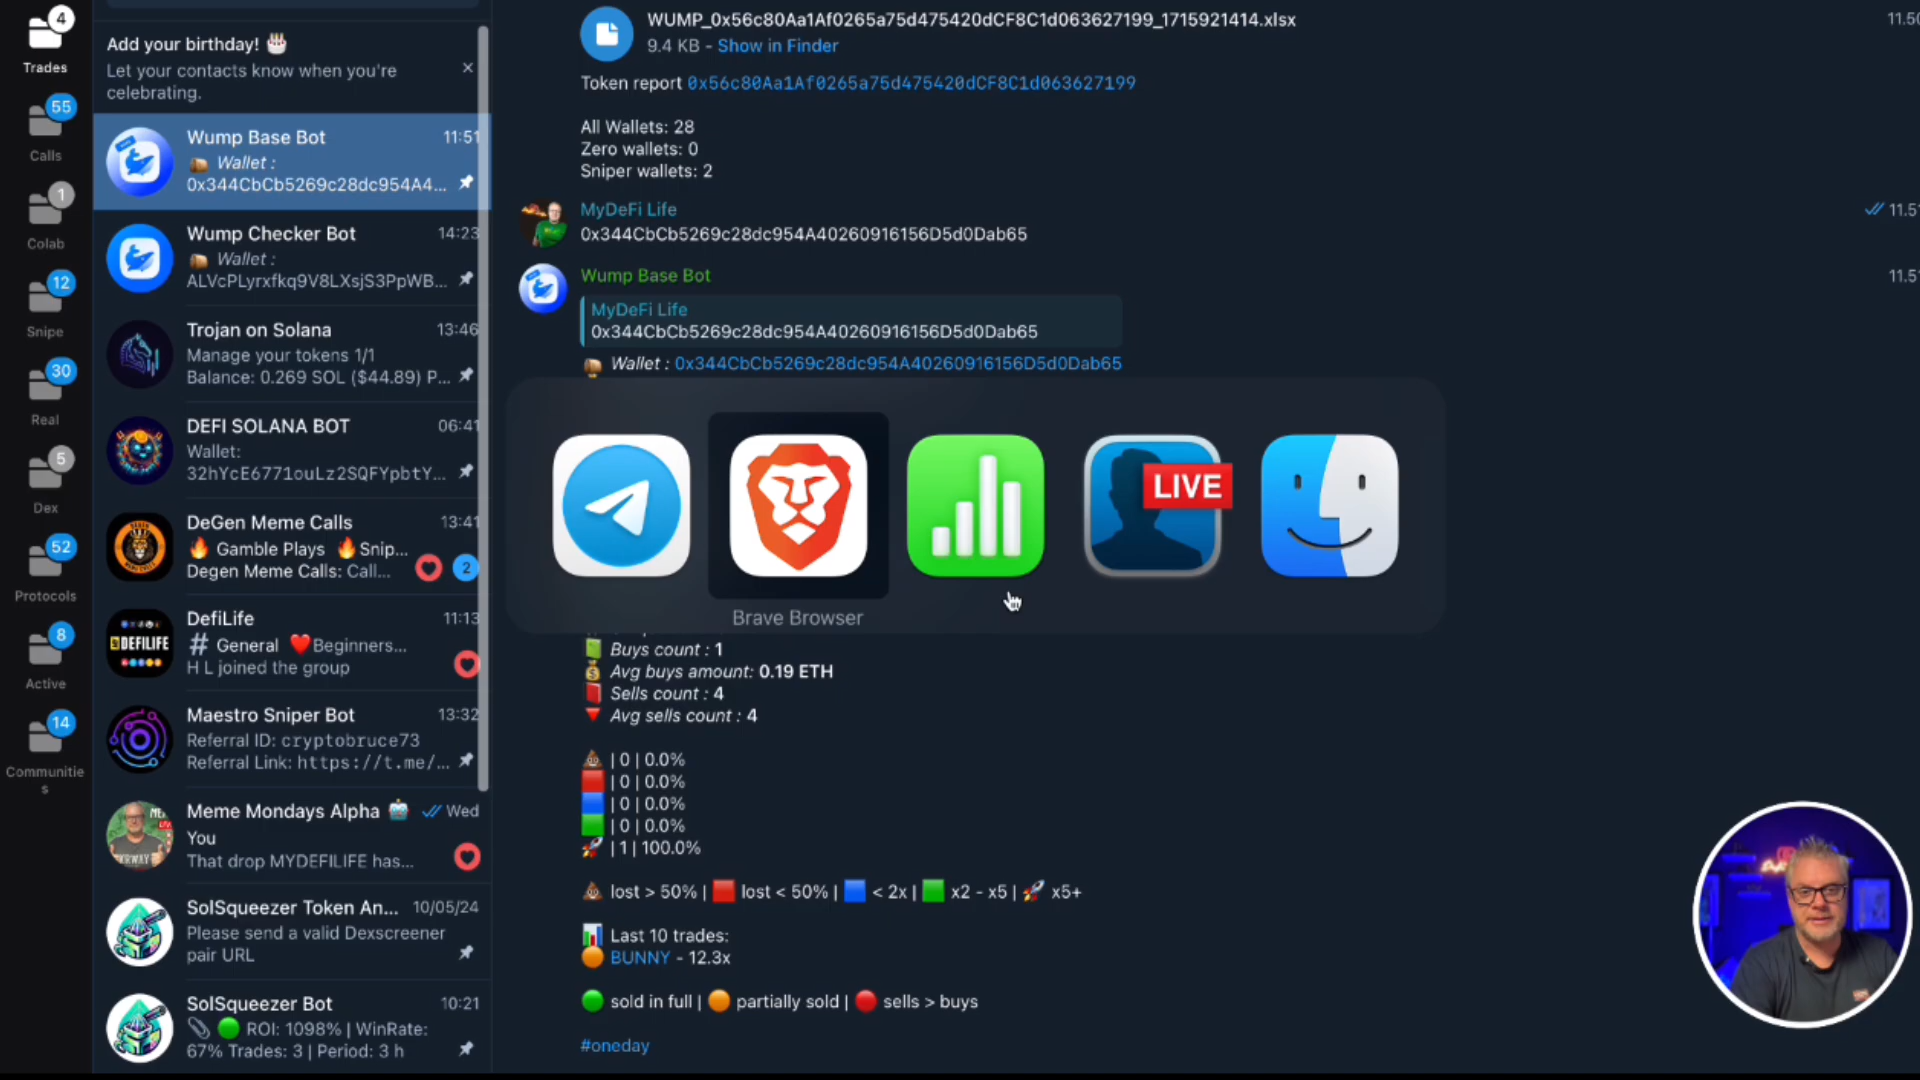 4
Trades
55
Calls
1
Colab
12
Snipe
30
Real
5
Dex
52
Protocols
8
Active
14
Communitie
s
Add your birthday! 🎂
Let your contacts know when you're
celebrating.
Wump Base Bot 11:51
Wallet :
0x344CbCb5269c28dc954A4...
Wump Checker Bot 14:23
Wallet :
ALVcPLyrxfkq9V8LXsjS3PpWB...
Trojan on Solana 13:46
Manage your tokens 1/1
Balance: 0.269 SOL ($44.89) P...
DEFI SOLANA BOT 06:41
Wallet:
32hYcE6771ouLz2SQFYpbtY...
DeGen Meme Calls 13:41
🔥 Gamble Plays 🔥Snip...
Degen Meme Calls: Call... 2
DEFILIFE
DefiLife 11:13
# General ❤️Beginners...
H L joined the group
Maestro Sniper Bot 13:32
Referral ID: cryptobruce73
Referral Link: https://t.me/...
Meme Mondays Alpha 🤖 Wed
You
That drop MYDEFILIFE has...
SolSqueezer Token An... 10/05/24
Please send a valid Dexscreener
pair URL
SolSqueezer Bot 10:21
📎 🟢 ROI: 1098% | WinRate:
67% Trades: 3 | Period: 3 h
WUMP_0x56c80Aa1Af0265a75d475420dCF8C1d063627199_1715921414.xlsx
9.4 KB - Show in Finder
Token report 0x56c80Aa1Af0265a75d475420dCF8C1d063627199
All Wallets: 28
Zero wallets: 0
Sniper wallets: 2
MyDeFi Life
0x344CbCb5269c28dc954A40260916156D5d0Dab65
Wump Base Bot
MyDeFi Life
0x344CbCb5269c28dc954A40260916156D5d0Dab65
Wallet : 0x344CbCb5269c28dc954A40260916156D5d0Dab65
LIVE
Brave Browser
Buys count : 1
Avg buys amount: 0.19 ETH
Sells count : 4
Avg sells count : 4
💩 | 0 | 0.0%
🟥 | 0 | 0.0%
🟦 | 0 | 0.0%
🟩 | 0 | 0.0%
🚀 | 1 | 100.0%
💩 lost > 50% | 🟥 lost < 50% | 🟦 < 2x | 🟩 x2 - x5 | 🚀 x5+
📊 Last 10 trades:
🟠 BUNNY - 12.3x
🟢 sold in full | 🟠 partially sold | 🔴 sells > buys
#oneday